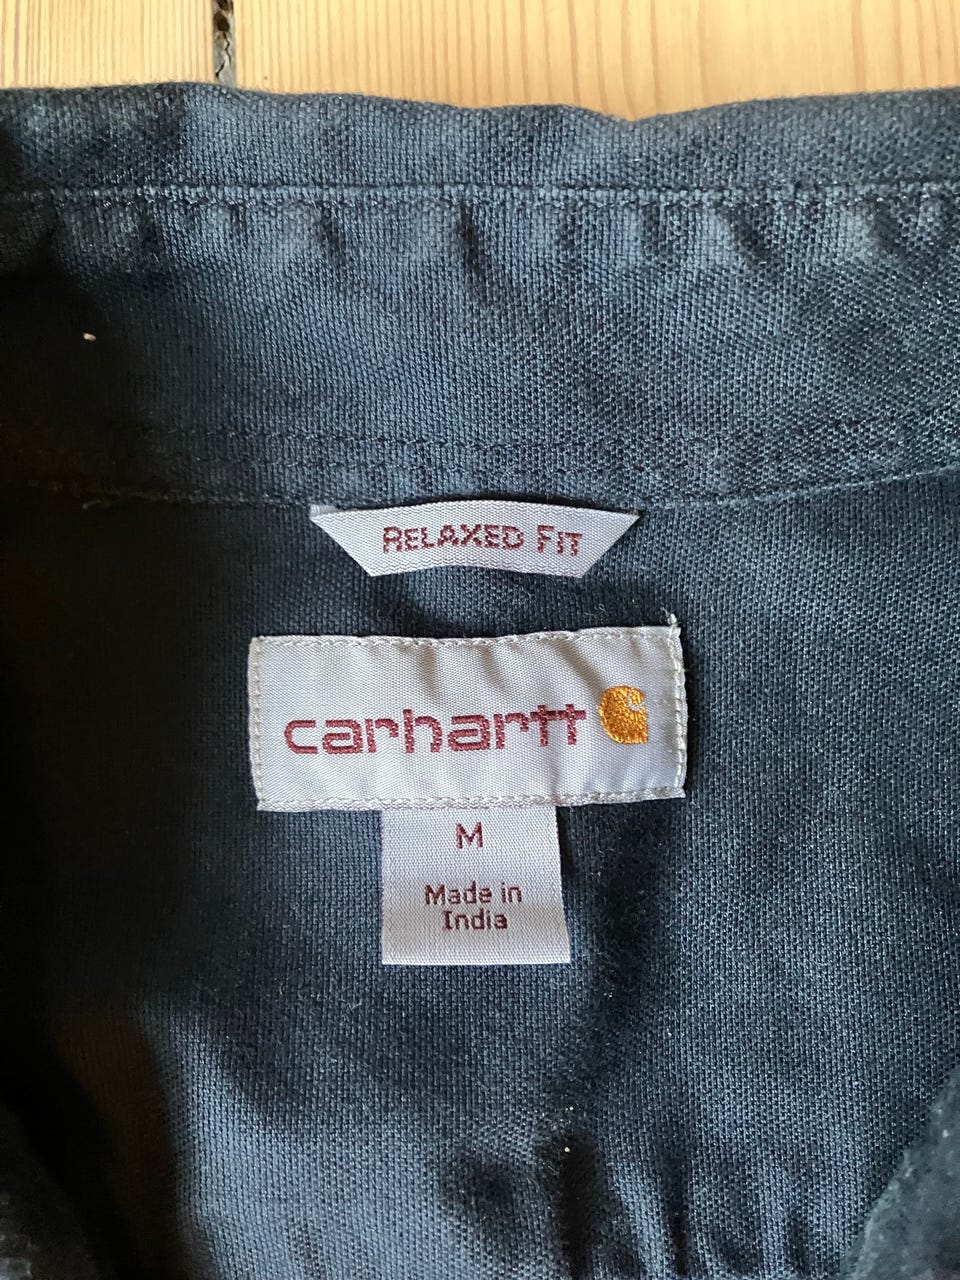 RELAXED FIT
carhartt
M
Made in
India